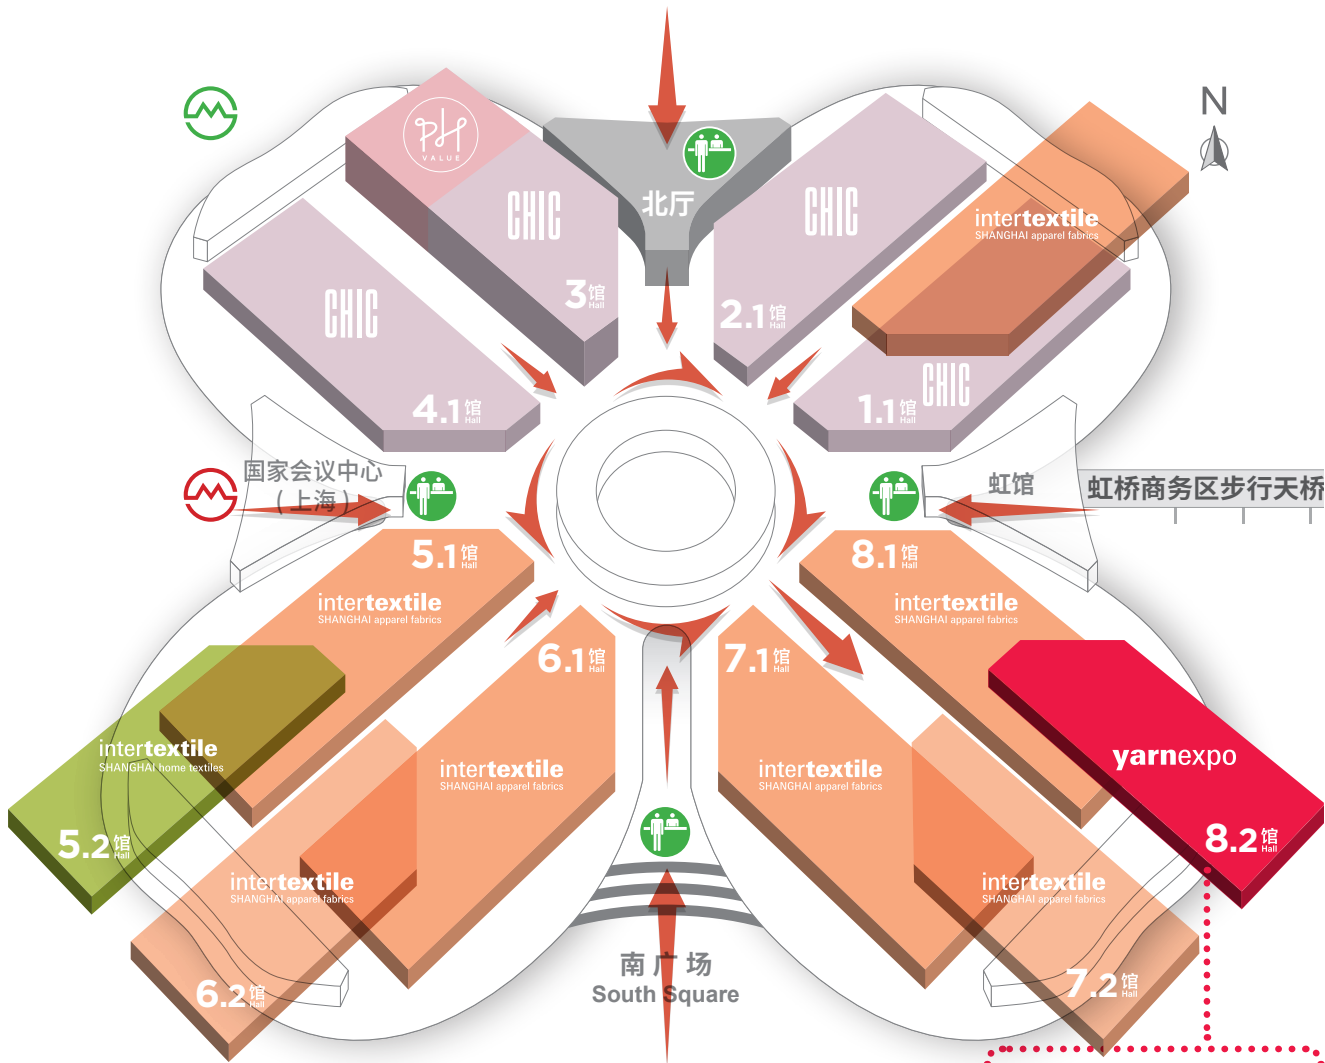 N
pH
VALUE
北厅
CHIC
CHIC
intertextile
SHANGHAI apparel fabrics
3馆
Hall
2.1馆
Hall
CHIC
CHIC
4.1馆
Hall
1.1馆
Hall
国家会议中心
(上海)
虹馆
虹桥商务区步行天桥
5.1馆
Hall
8.1馆
Hall
intertextile
SHANGHAI apparel fabrics
intertextile
SHANGHAI apparel fabrics
6.1馆
Hall
7.1馆
Hall
intertextile
SHANGHAI home textiles
intertextile
SHANGHAI apparel fabrics
intertextile
SHANGHAI apparel fabrics
yarnexpo
5.2馆
Hall
8.2馆
Hall
intertextile
SHANGHAI apparel fabrics
intertextile
SHANGHAI apparel fabrics
南广场
South Square
6.2馆
Hall
7.2馆
Hall